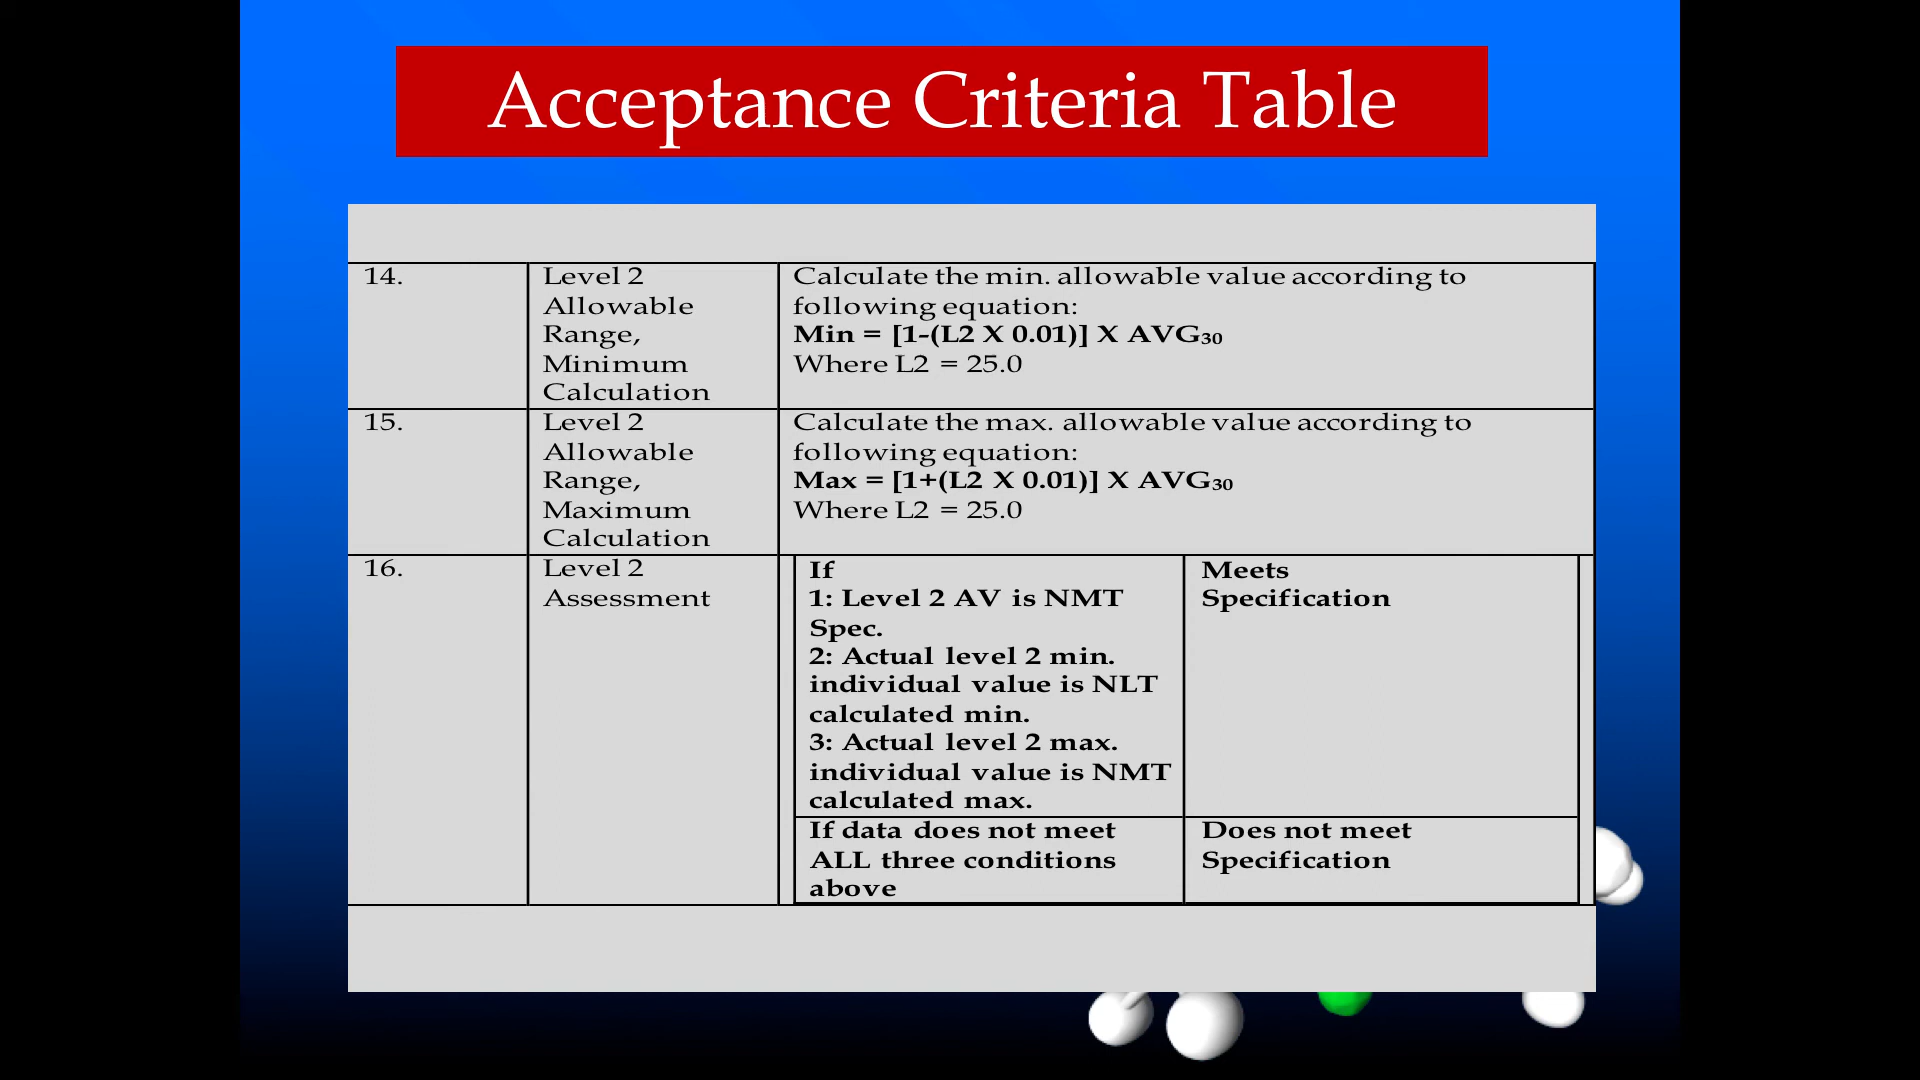 Acceptance Criteria Table
14.
Level 2
Allowable
Range,
Minimum
Calculation
Calculate the min. allowable value according to
following equation:
Min = [1-(L2 X 0.01)] X AVG₃₀
Where L2 = 25.0
15.
Level 2
Allowable
Range,
Maximum
Calculation
Calculate the max. allowable value according to
following equation:
Max = [1+(L2 X 0.01)] X AVG₃₀
Where L2 = 25.0
16.
Level 2
Assessment
If
1: Level 2 AV is NMT
Spec.
2: Actual level 2 min.
individual value is NLT
calculated min.
3: Actual level 2 max.
individual value is NMT
calculated max.
Meets
Specification
If data does not meet
ALL three conditions
above
Does not meet
Specification